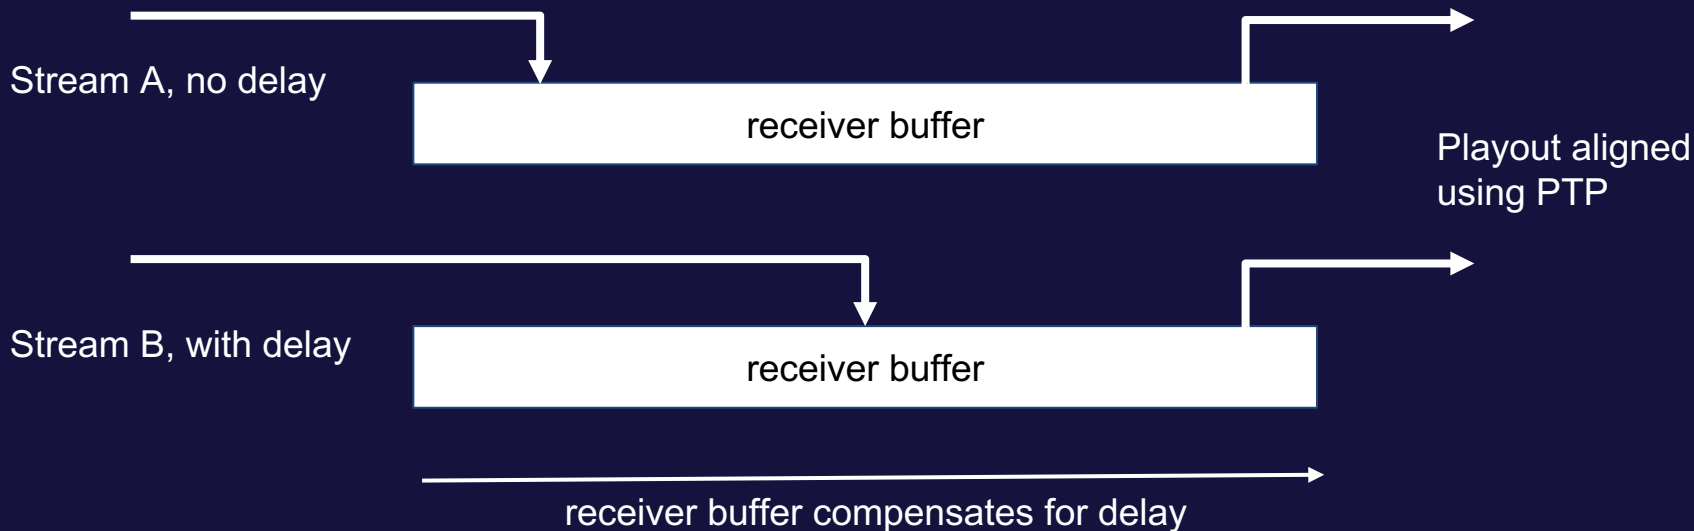 Stream A, no delay
receiver buffer
Playout aligned
using PTP
Stream B, with delay
receiver buffer
receiver buffer compensates for delay